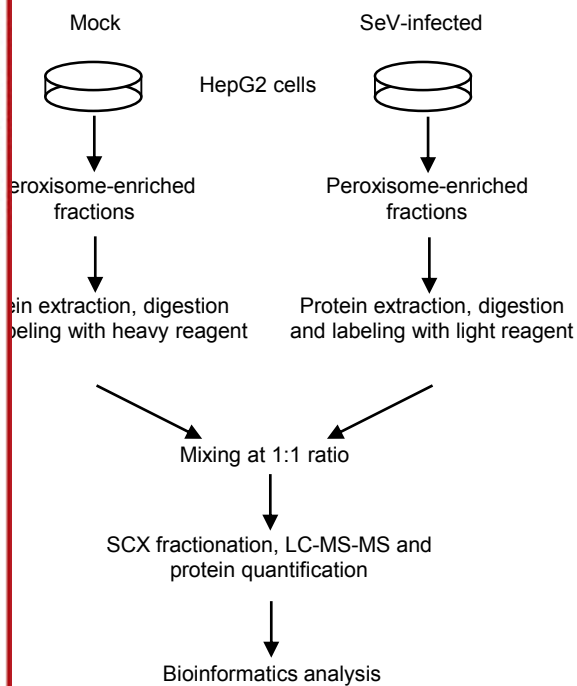 Mock
SeV-infected
HepG2 cells
eroxisome-enriched
fractions
Peroxisome-enriched
fractions
ein extraction, digestion
beling with heavy reagent
Protein extraction, digestion
and labeling with light reagent
Mixing at 1:1 ratio
SCX fractionation, LC-MS-MS and
protein quantification
Bioinformatics analysis